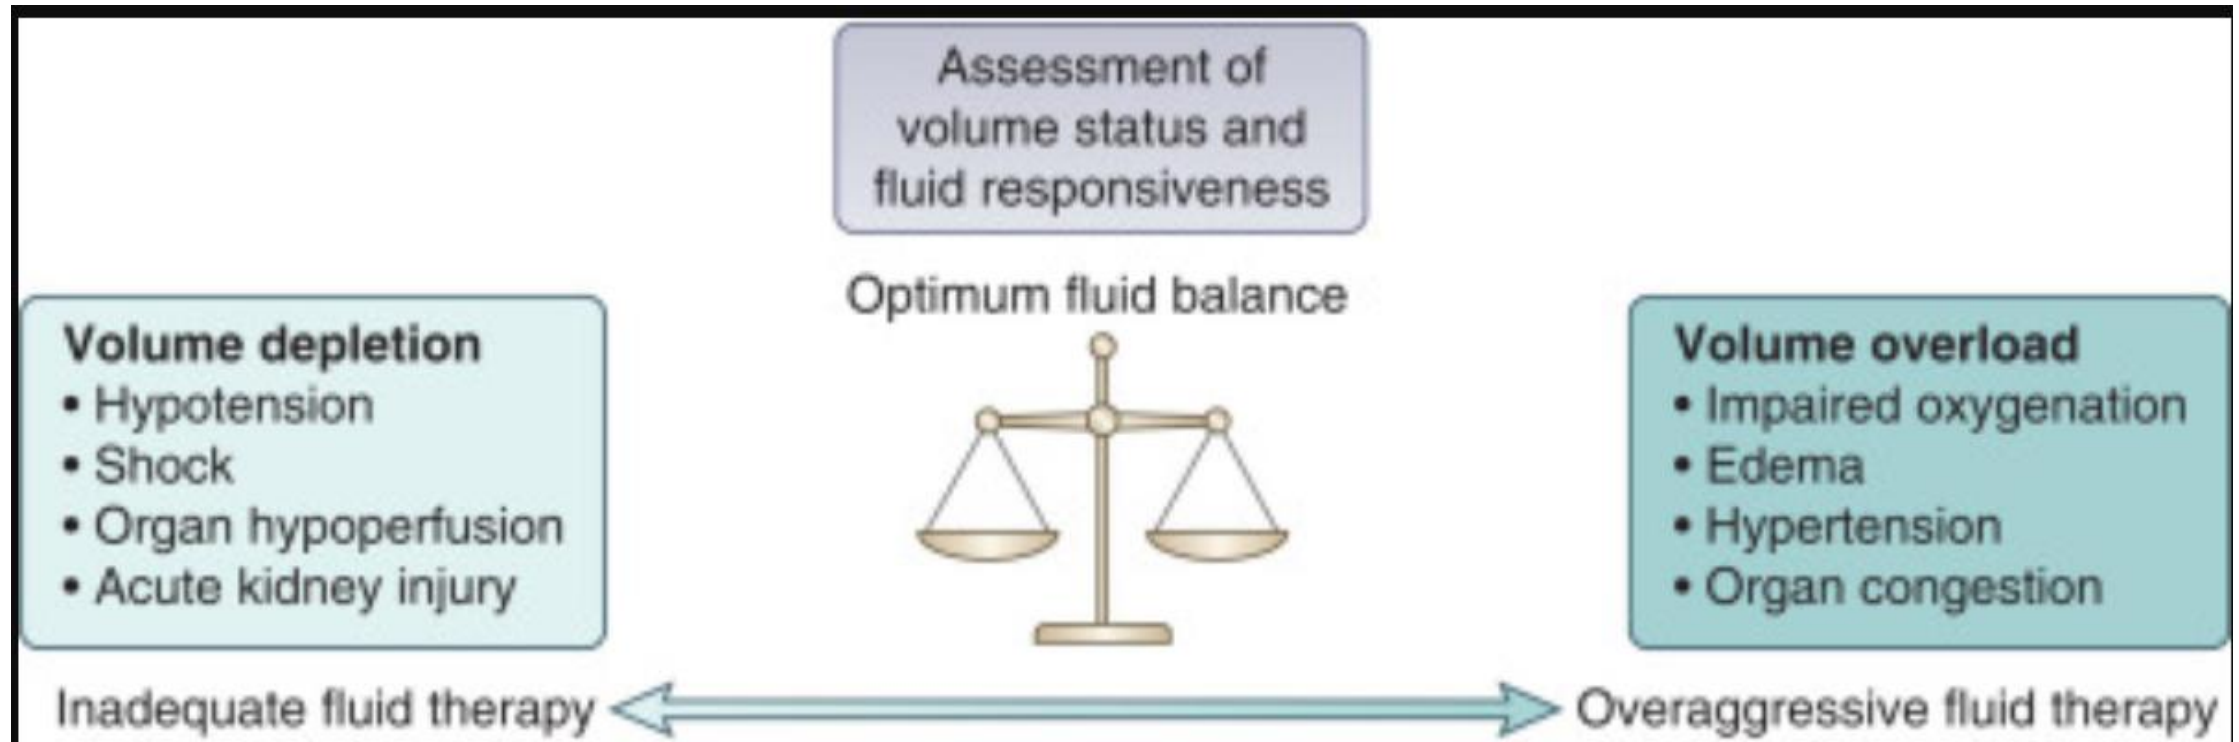 Assessment of
volume status and
fluid responsiveness
Optimum fluid balance
Volume depletion
• Hypotension
• Shock
• Organ hypoperfusion
• Acute kidney injury
Volume overload
• Impaired oxygenation
• Edema
• Hypertension
• Organ congestion
Inadequate fluid therapy
Overaggressive fluid therapy